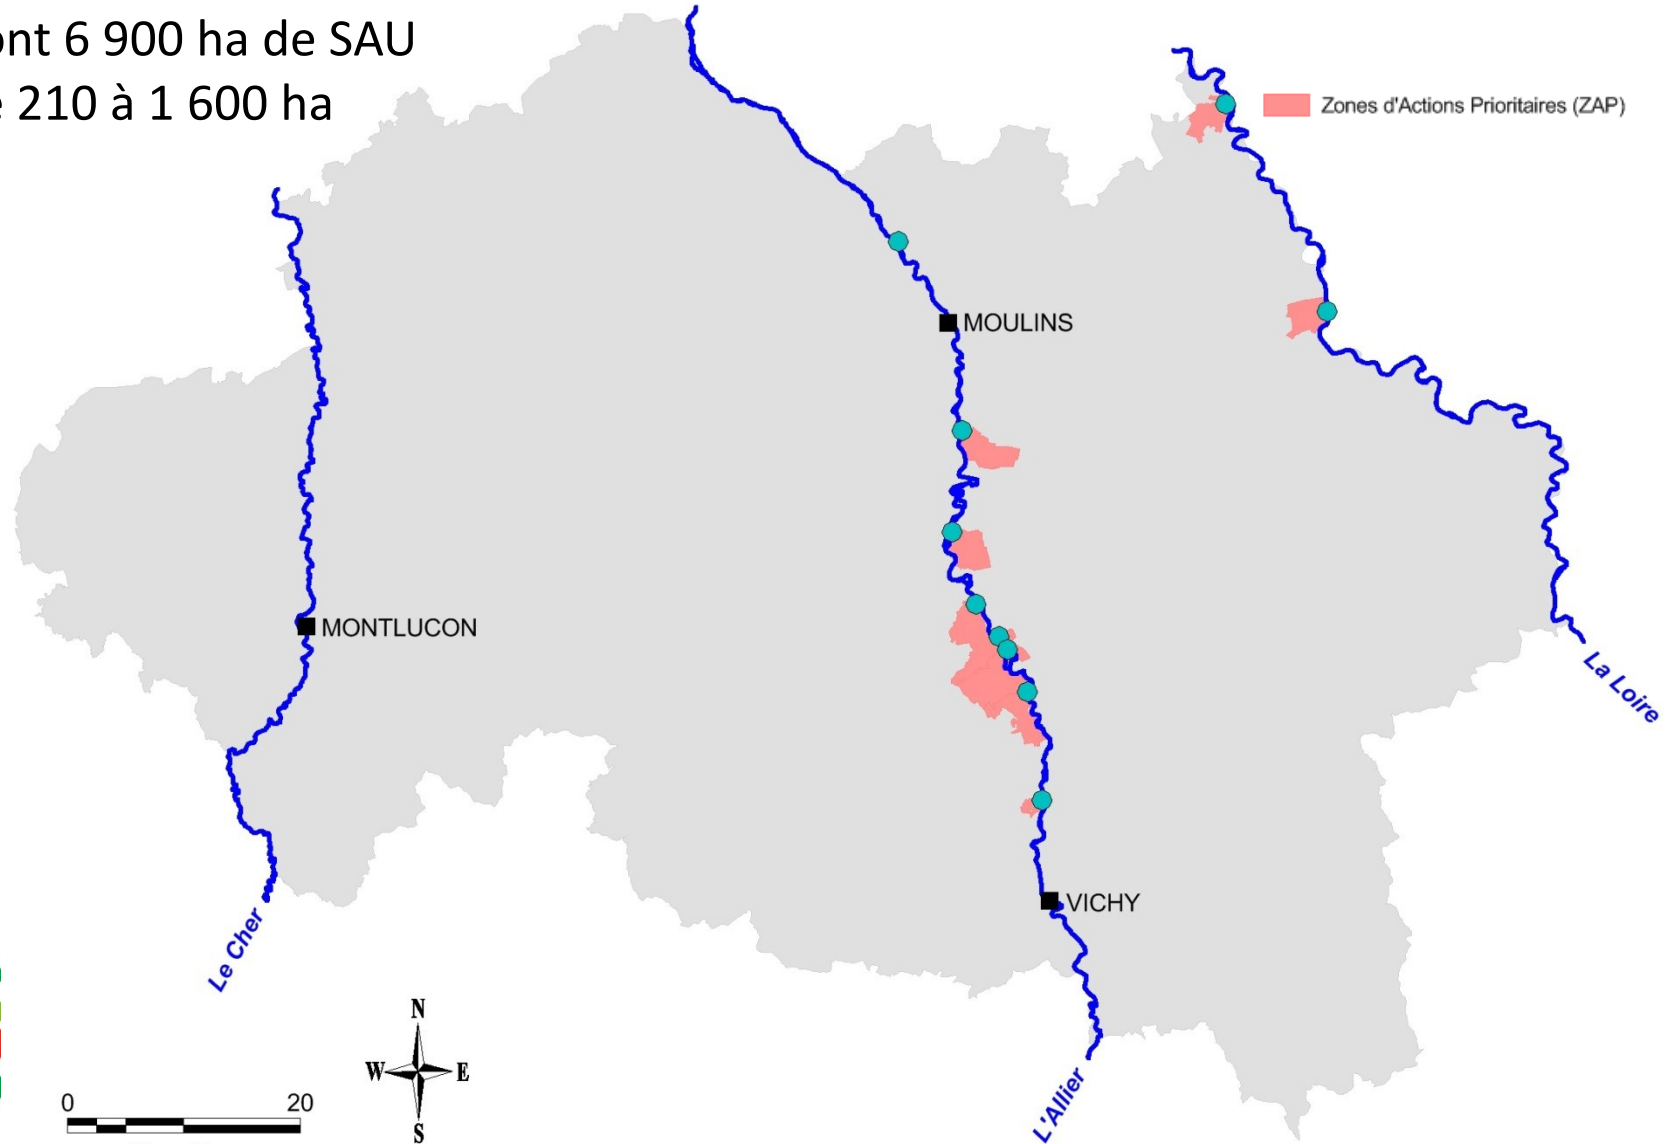 6 900 ha de SAU
210 à 1 600 ha
Zones d'Actions Prioritaires (ZAP)
MOULINS
MONTLUCON
La Loire
VICHY
Le Cher
N
W E
S
0 20
L'Allier